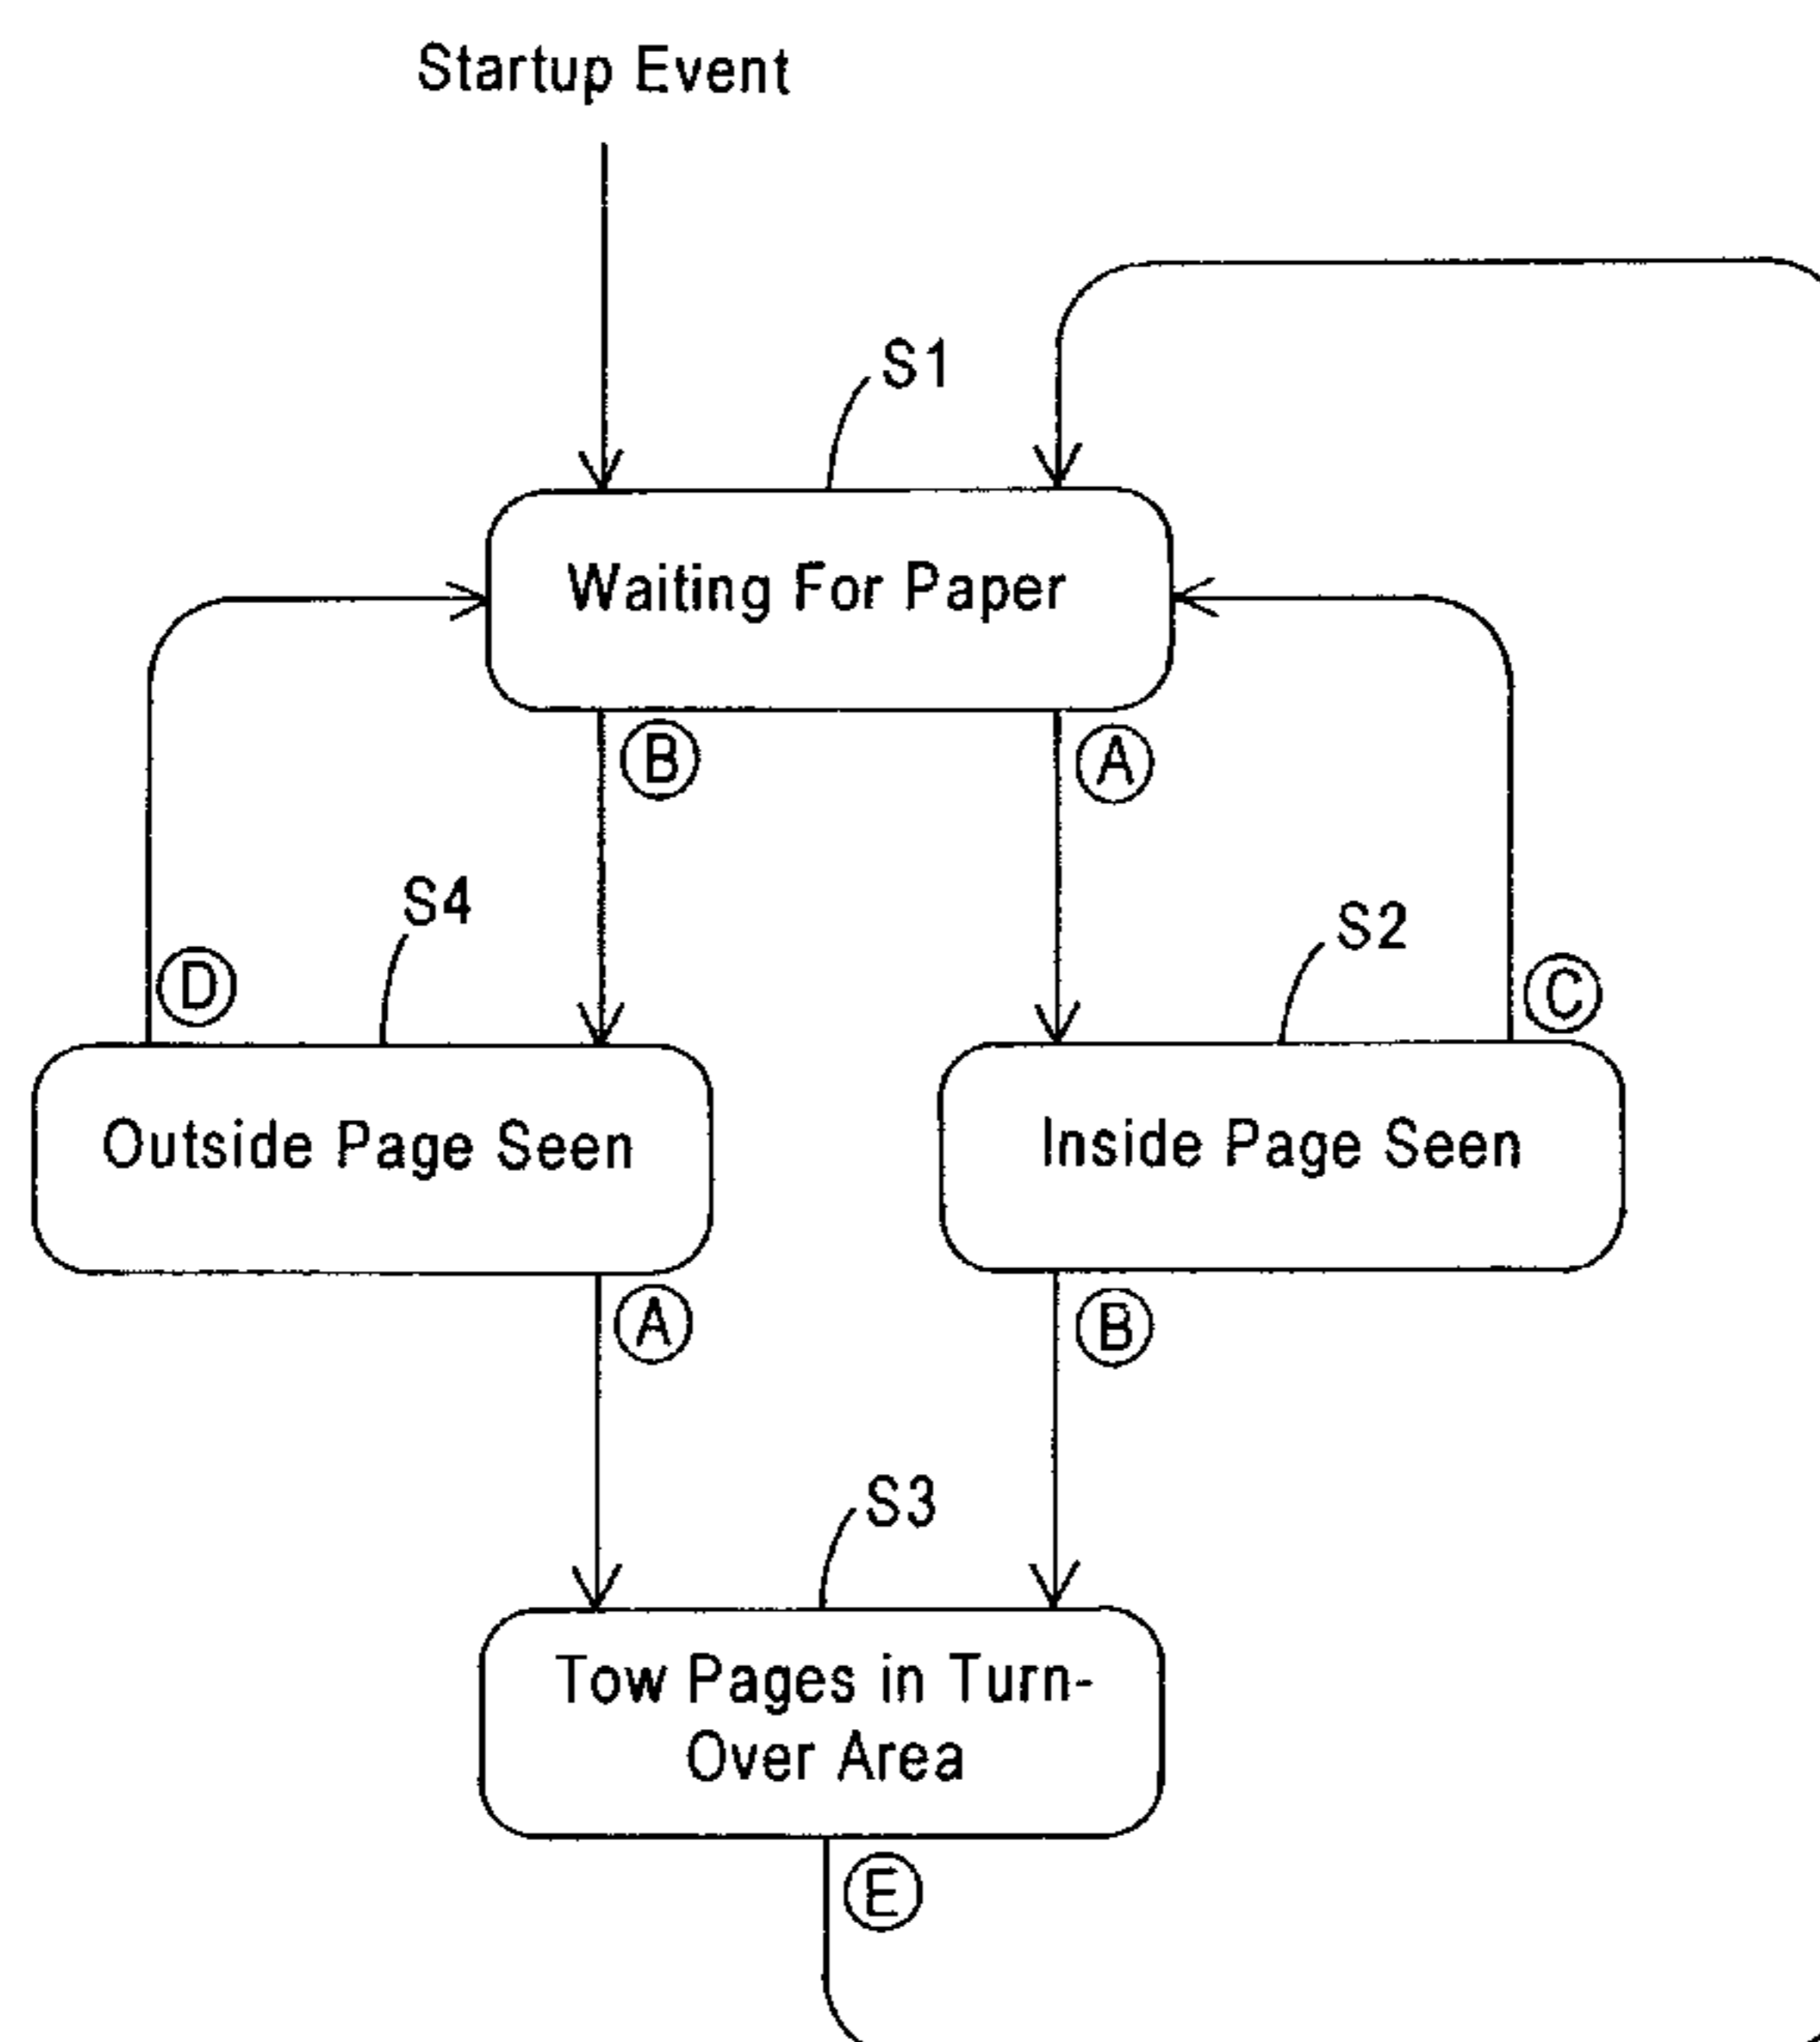 Startup Event
S1
Waiting For Paper
B
A
S4
S2
D
C
Outside Page Seen
Inside Page Seen
A
B
S3
Tow Pages in Turn-
Over Area
E